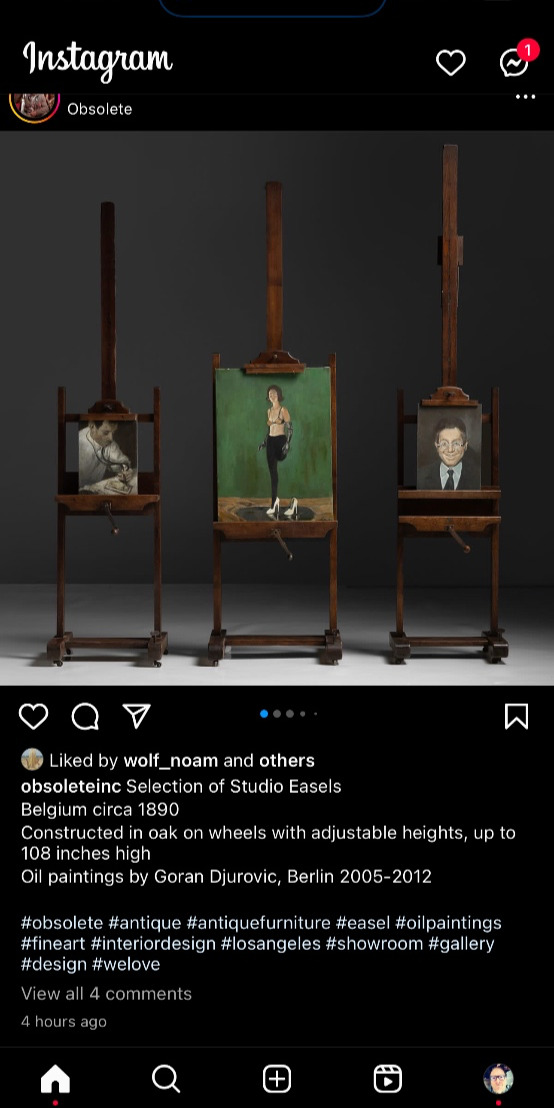 Instagram
1
Obsolete
Liked by wolf_noam and others
obsoleteinc Selection of Studio Easels
Belgium circa 1890
Constructed in oak on wheels with adjustable heights, up to
108 inches high
Oil paintings by Goran Djurovic, Berlin 2005-2012
#obsolete #antique #antiquefurniture #easel #oilpaintings
#fineart #interiordesign #losangeles #showroom #gallery
#design #welove
View all 4 comments
4 hours ago